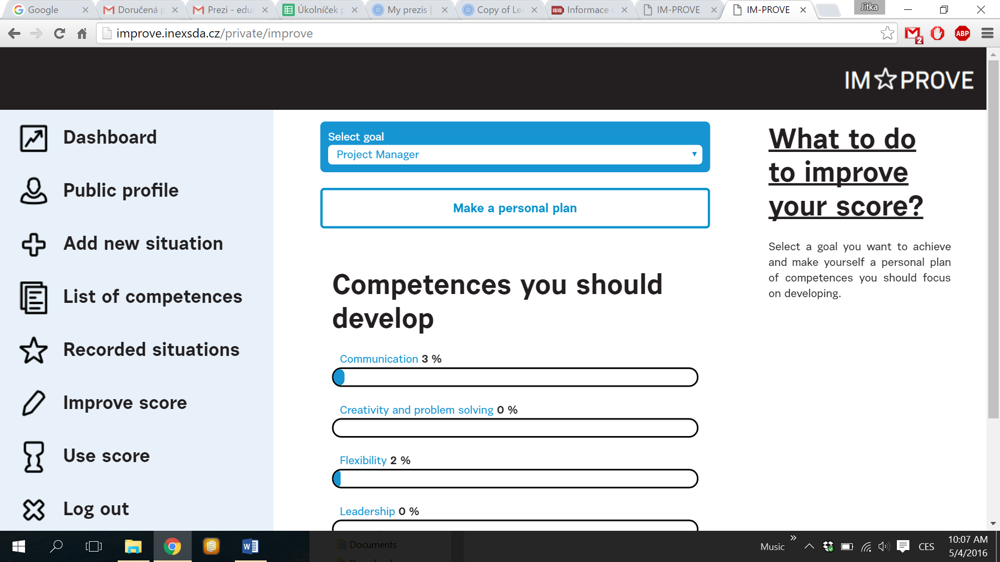 Google
Doručená p
Prezi - edui
Úkolníček p
My prezis |
Copy of Lea
Informace o
IM-PROVE
IM-PROVE
Jitka
improve.inexsda.cz/private/improve
2
ABP
IM PROVE
Dashboard
Public profile
Add new situation
List of competences
Recorded situations
Improve score
Use score
Log out
Select goal
Project Manager
Make a personal plan
Competences you should
develop
Communication 3 %
Creativity and problem solving 0 %
Flexibility 2 %
Leadership 0 %
What to do
to improve
your score?
Select a goal you want to achieve
and make yourself a personal plan
of competences you should focus
on developing.
Documents
Music
CES
10:07 AM
5/4/2016